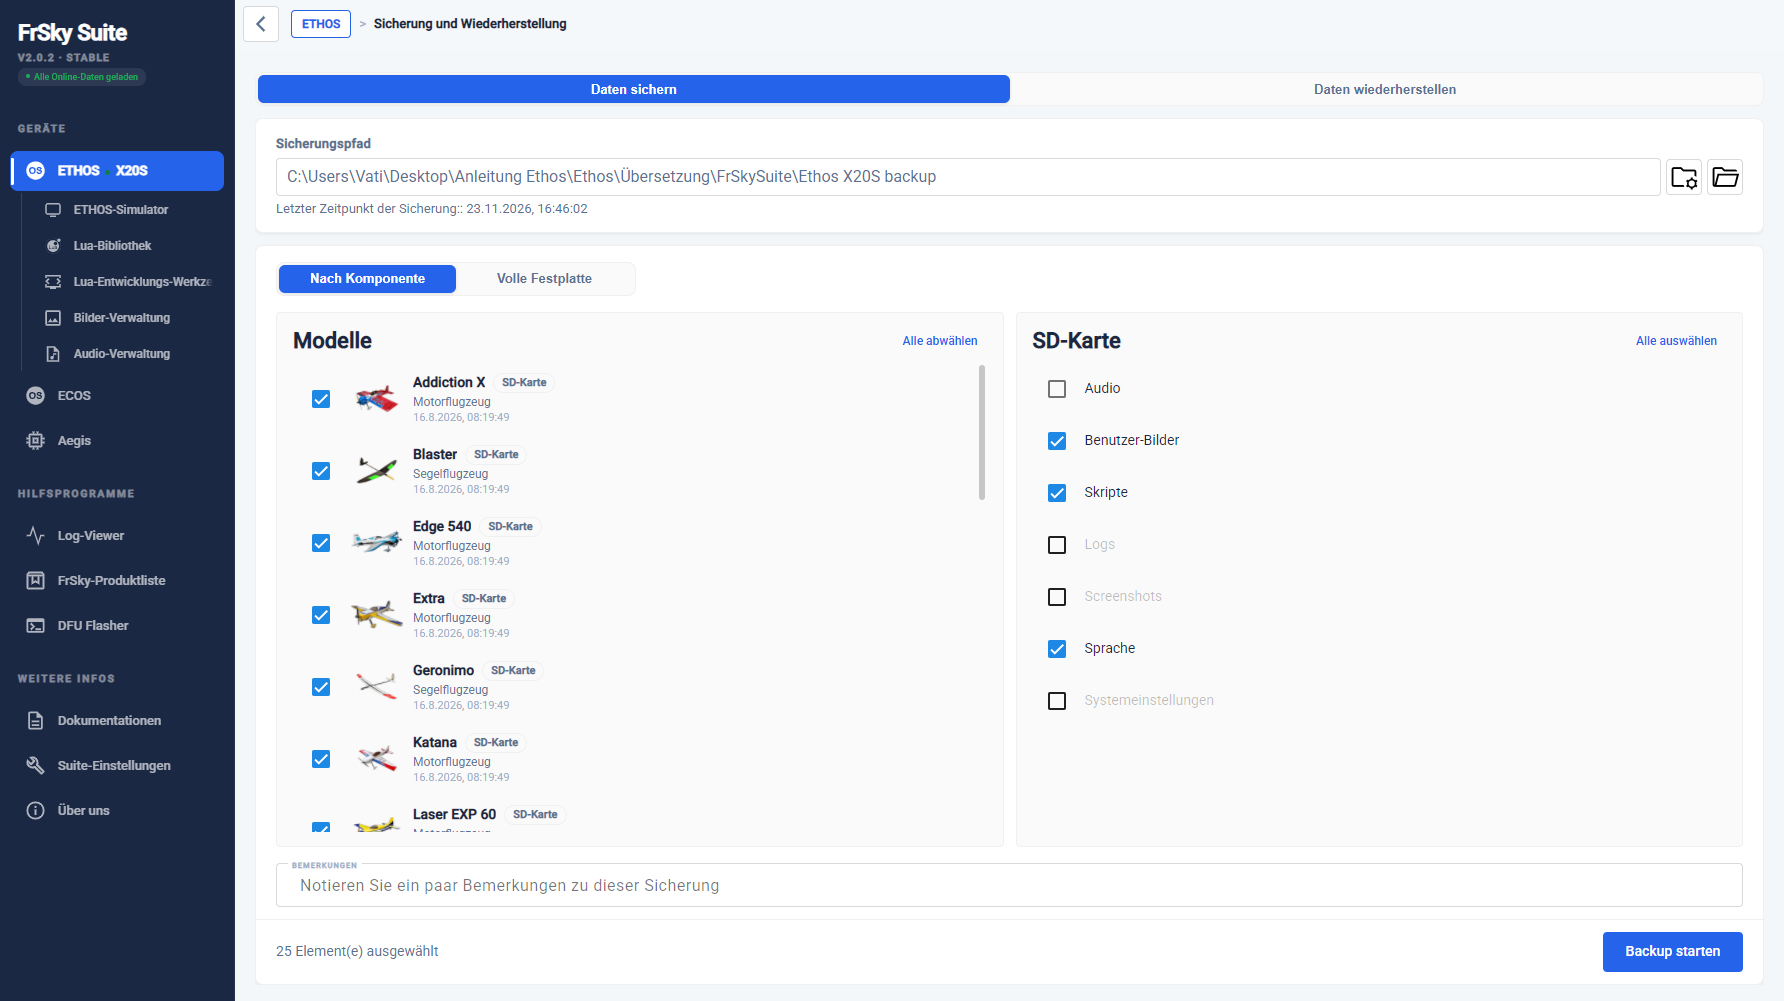 FrSky Suite
V2.0.2 · STABLE
• Alle Online-Daten geladen
GERÄTE
OS ETHOS • X20S
ETHOS-Simulator
Lua-Bibliothek
Lua-Entwicklungs-Werkze
Bilder-Verwaltung
Audio-Verwaltung
OS ECOS
Aegis
HILFSPROGRAMME
Log-Viewer
FrSky-Produktliste
DFU Flasher
WEITERE INFOS
Dokumentationen
Suite-Einstellungen
Über uns
ETHOS > Sicherung und Wiederherstellung
Daten sichern
Daten wiederherstellen
Sicherungspfad
C:\Users\Vati\Desktop\Anleitung Ethos\Ethos\Übersetzung\FrSkySuite\Ethos X20S backup
Letzter Zeitpunkt der Sicherung:: 23.11.2026, 16:46:02
Nach Komponente
Volle Festplatte
Modelle
Alle abwählen
Addiction X SD-Karte
Motorflugzeug
16.8.2026, 08:19:49
Blaster SD-Karte
Segelflugzeug
16.8.2026, 08:19:49
Edge 540 SD-Karte
Motorflugzeug
16.8.2026, 08:19:49
Extra SD-Karte
Motorflugzeug
16.8.2026, 08:19:49
Geronimo SD-Karte
Segelflugzeug
16.8.2026, 08:19:49
Katana SD-Karte
Motorflugzeug
16.8.2026, 08:19:49
Laser EXP 60 SD-Karte
Motorflugzeug
SD-Karte
Alle auswählen
Audio
Benutzer-Bilder
Skripte
Logs
Screenshots
Sprache
Systemeinstellungen
BEMERKUNGEN
Notieren Sie ein paar Bemerkungen zu dieser Sicherung
25 Element(e) ausgewählt
Backup starten